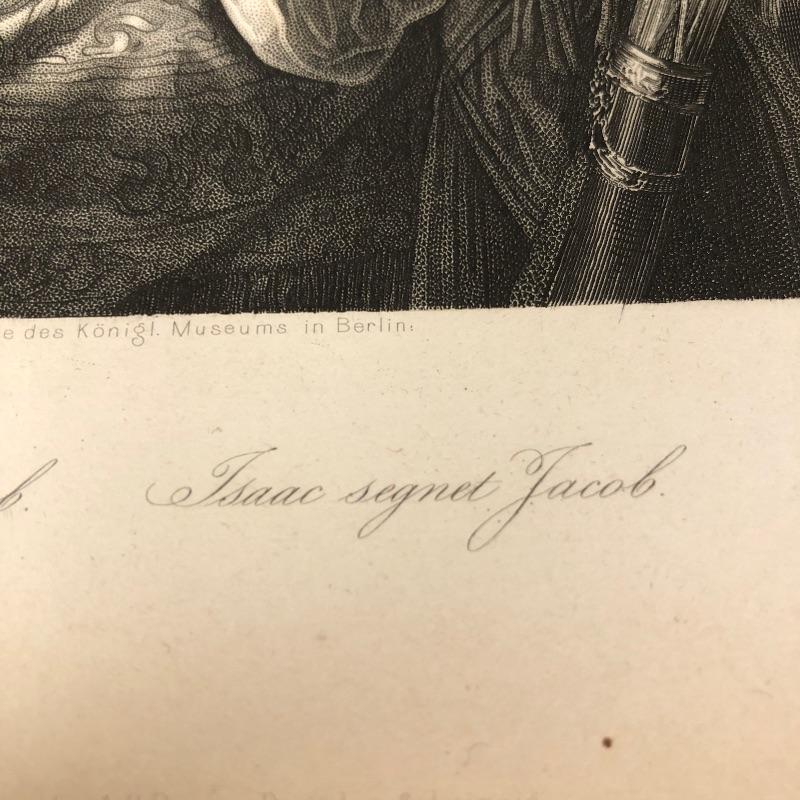 e des Königl. Museums in Berlin.
b. Isaac segnet Jacob.